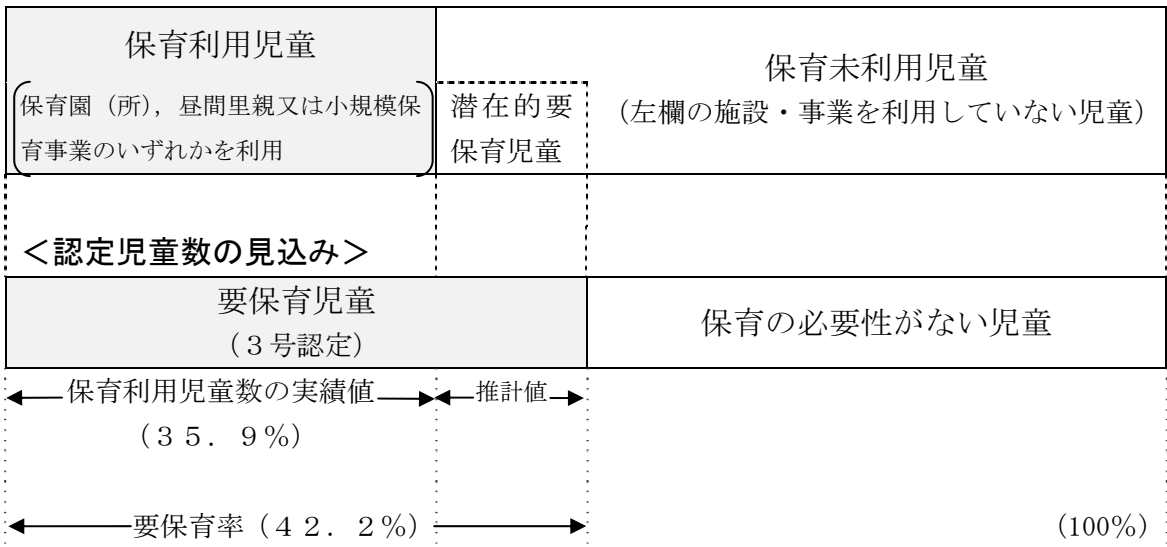 保育利用児童
保育園（所），昼間里親又は小規模保
育事業のいずれかを利用
潜在的要
保育児童
保育未利用児童
（左欄の施設・事業を利用していない児童）
＜認定児童数の見込み＞
要保育児童
（３号認定）
保育の必要性がない児童
保育利用児童数の実績値
（３５．９％）
推計値
要保育率（４２．２％）
(100%)